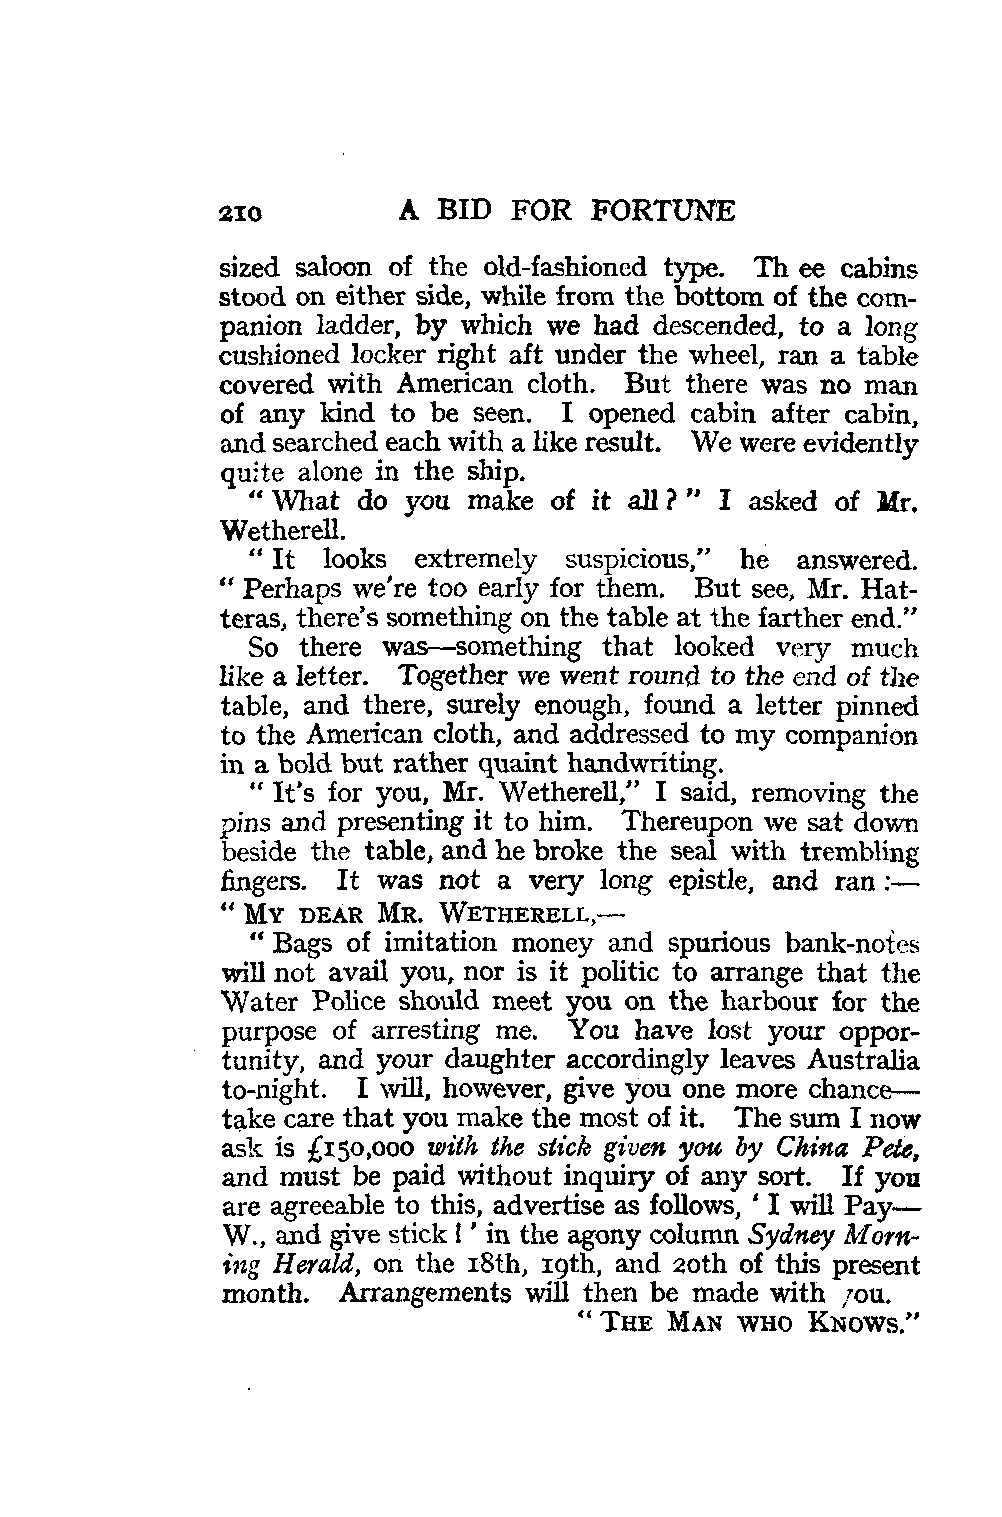 210 A BID FOR FORTUNE
sized saloon of the old-fashioned type. Th ee cabins
stood on either side, while from the bottom of the com-
panion ladder, by which we had descended, to a long
cushioned locker right aft under the wheel, ran a table
covered with American cloth. But there was no man
of any kind to be seen. I opened cabin after cabin,
and searched each with a like result. We were evidently
quite alone in the ship.
“ What do you make of it all ? ” I asked of Mr.
Wetherell.
“ It looks extremely suspicious,” he answered.
“ Perhaps we're too early for them. But see, Mr. Hat-
teras, there's something on the table at the farther end.”
So there was—something that looked very much
like a letter. Together we went round to the end of the
table, and there, surely enough, found a letter pinned
to the American cloth, and addressed to my companion
in a bold but rather quaint handwriting.
“ It's for you, Mr. Wetherell,” I said, removing the
pins and presenting it to him. Thereupon we sat down
beside the table, and he broke the seal with trembling
fingers. It was not a very long epistle, and ran :—
“ MY DEAR MR. WETHERELL,—
“ Bags of imitation money and spurious bank-notes
will not avail you, nor is it politic to arrange that the
Water Police should meet you on the harbour for the
purpose of arresting me. You have lost your oppor-
tunity, and your daughter accordingly leaves Australia
to-night. I will, however, give you one more chance—
take care that you make the most of it. The sum I now
ask is £150,000 with the stick given you by China Pete,
and must be paid without inquiry of any sort. If you
are agreeable to this, advertise as follows, ‘ I will Pay—
W., and give stick ! ’ in the agony column Sydney Morn-
ing Herald, on the 18th, 19th, and 20th of this present
month. Arrangements will then be made with you.
“ THE MAN WHO KNOWS.”